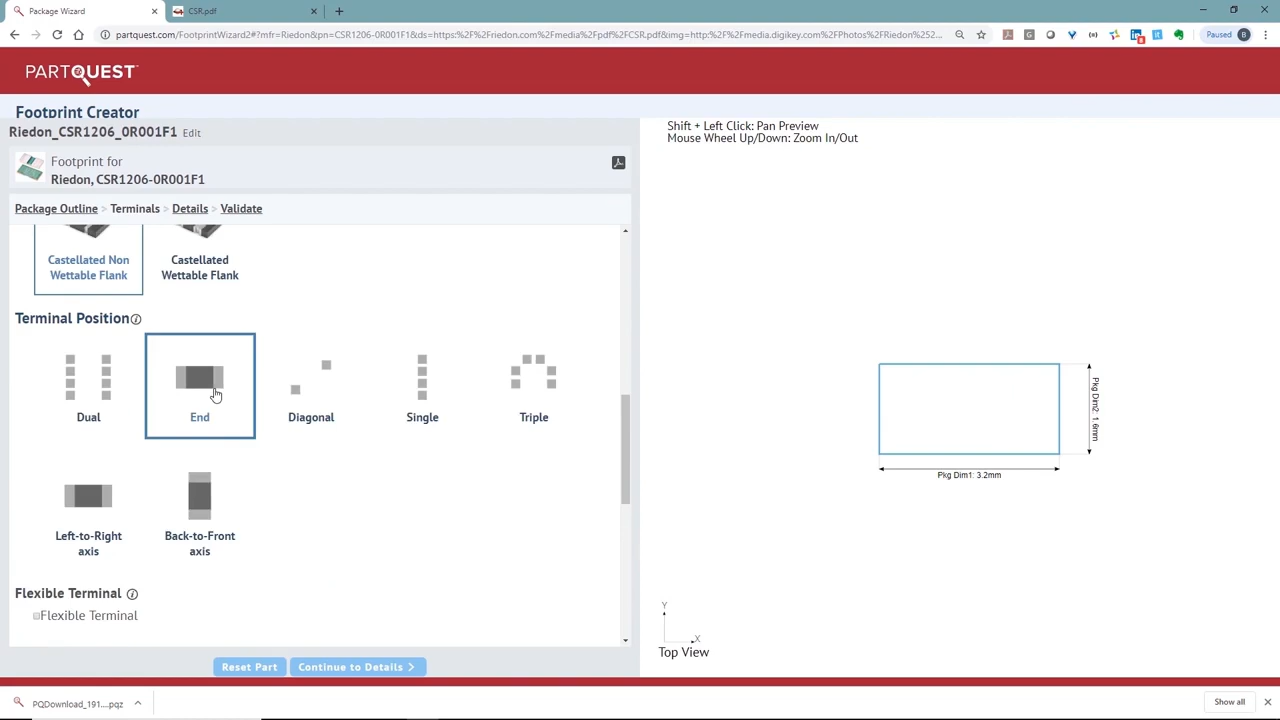 Package Wizard
CSR.pdf
partquest.com/FootprintWizard2#?mfr=Riedon&pn=CSR1206-0R001F1&ds=https:%2F%2Friedon.com%2Fmedia%2Fpdf%2FCSR.pdf&img=http:%2F%2Fmedia.digikey.com%2FPhotos%2FRiedon%252...
Paused B
PARTQUEST
Footprint Creator
Riedon_CSR1206_0R001F1 Edit
Footprint for
Riedon, CSR1206-0R001F1
Package Outline > Terminals > Details > Validate
Castellated Non
Wettable Flank
Castellated
Wettable Flank
Terminal Position
Dual
End
Diagonal
Single
Triple
Left-to-Right
axis
Back-to-Front
axis
Flexible Terminal
Flexible Terminal
Reset Part
Continue to Details >
Shift + Left Click: Pan Preview
Mouse Wheel Up/Down: Zoom In/Out
Pkg Dim2: 1.6mm
Pkg Dim1: 3.2mm
Y
X
Top View
PQDownload_191....pqz
Show all